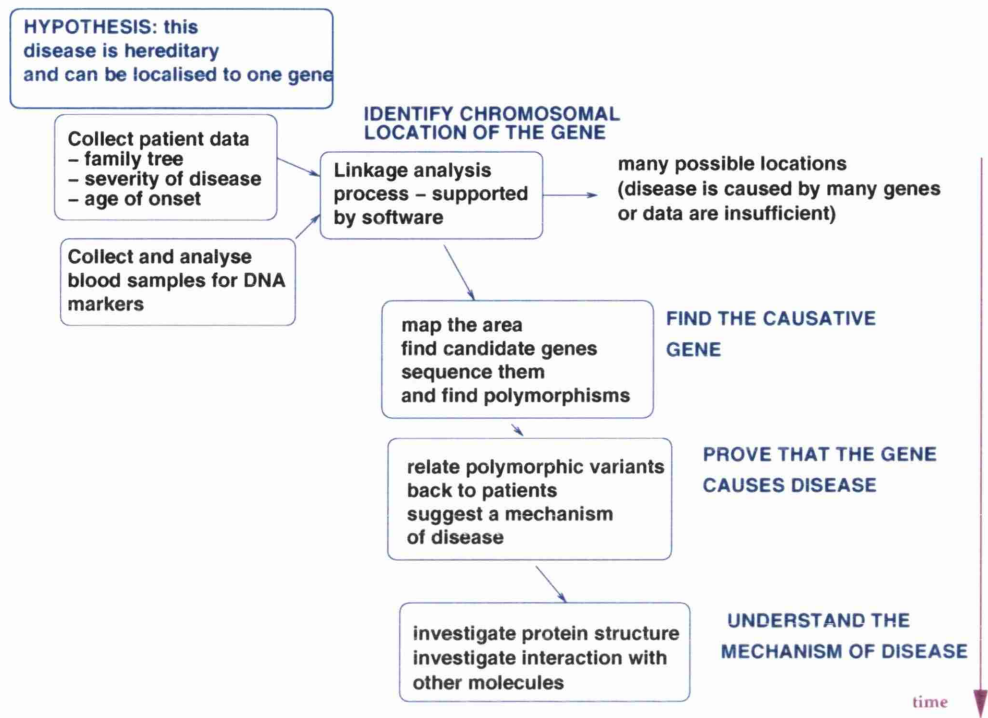 HYPOTHESIS: this
disease is hereditary
and can be localised to one gene
IDENTIFY CHROMOSOMAL
LOCATION OF THE GENE
Collect patient data
– family tree
– severity of disease
– age of onset
Linkage analysis
process – supported
by software
many possible locations
(disease is caused by many genes
or data are insufficient)
Collect and analyse
blood samples for DNA
markers
map the area
find candidate genes
sequence them
and find polymorphisms
FIND THE CAUSATIVE
GENE
relate polymorphic variants
back to patients
suggest a mechanism
of disease
PROVE THAT THE GENE
CAUSES DISEASE
investigate protein structure
investigate interaction with
other molecules
UNDERSTAND THE
MECHANISM OF DISEASE
time